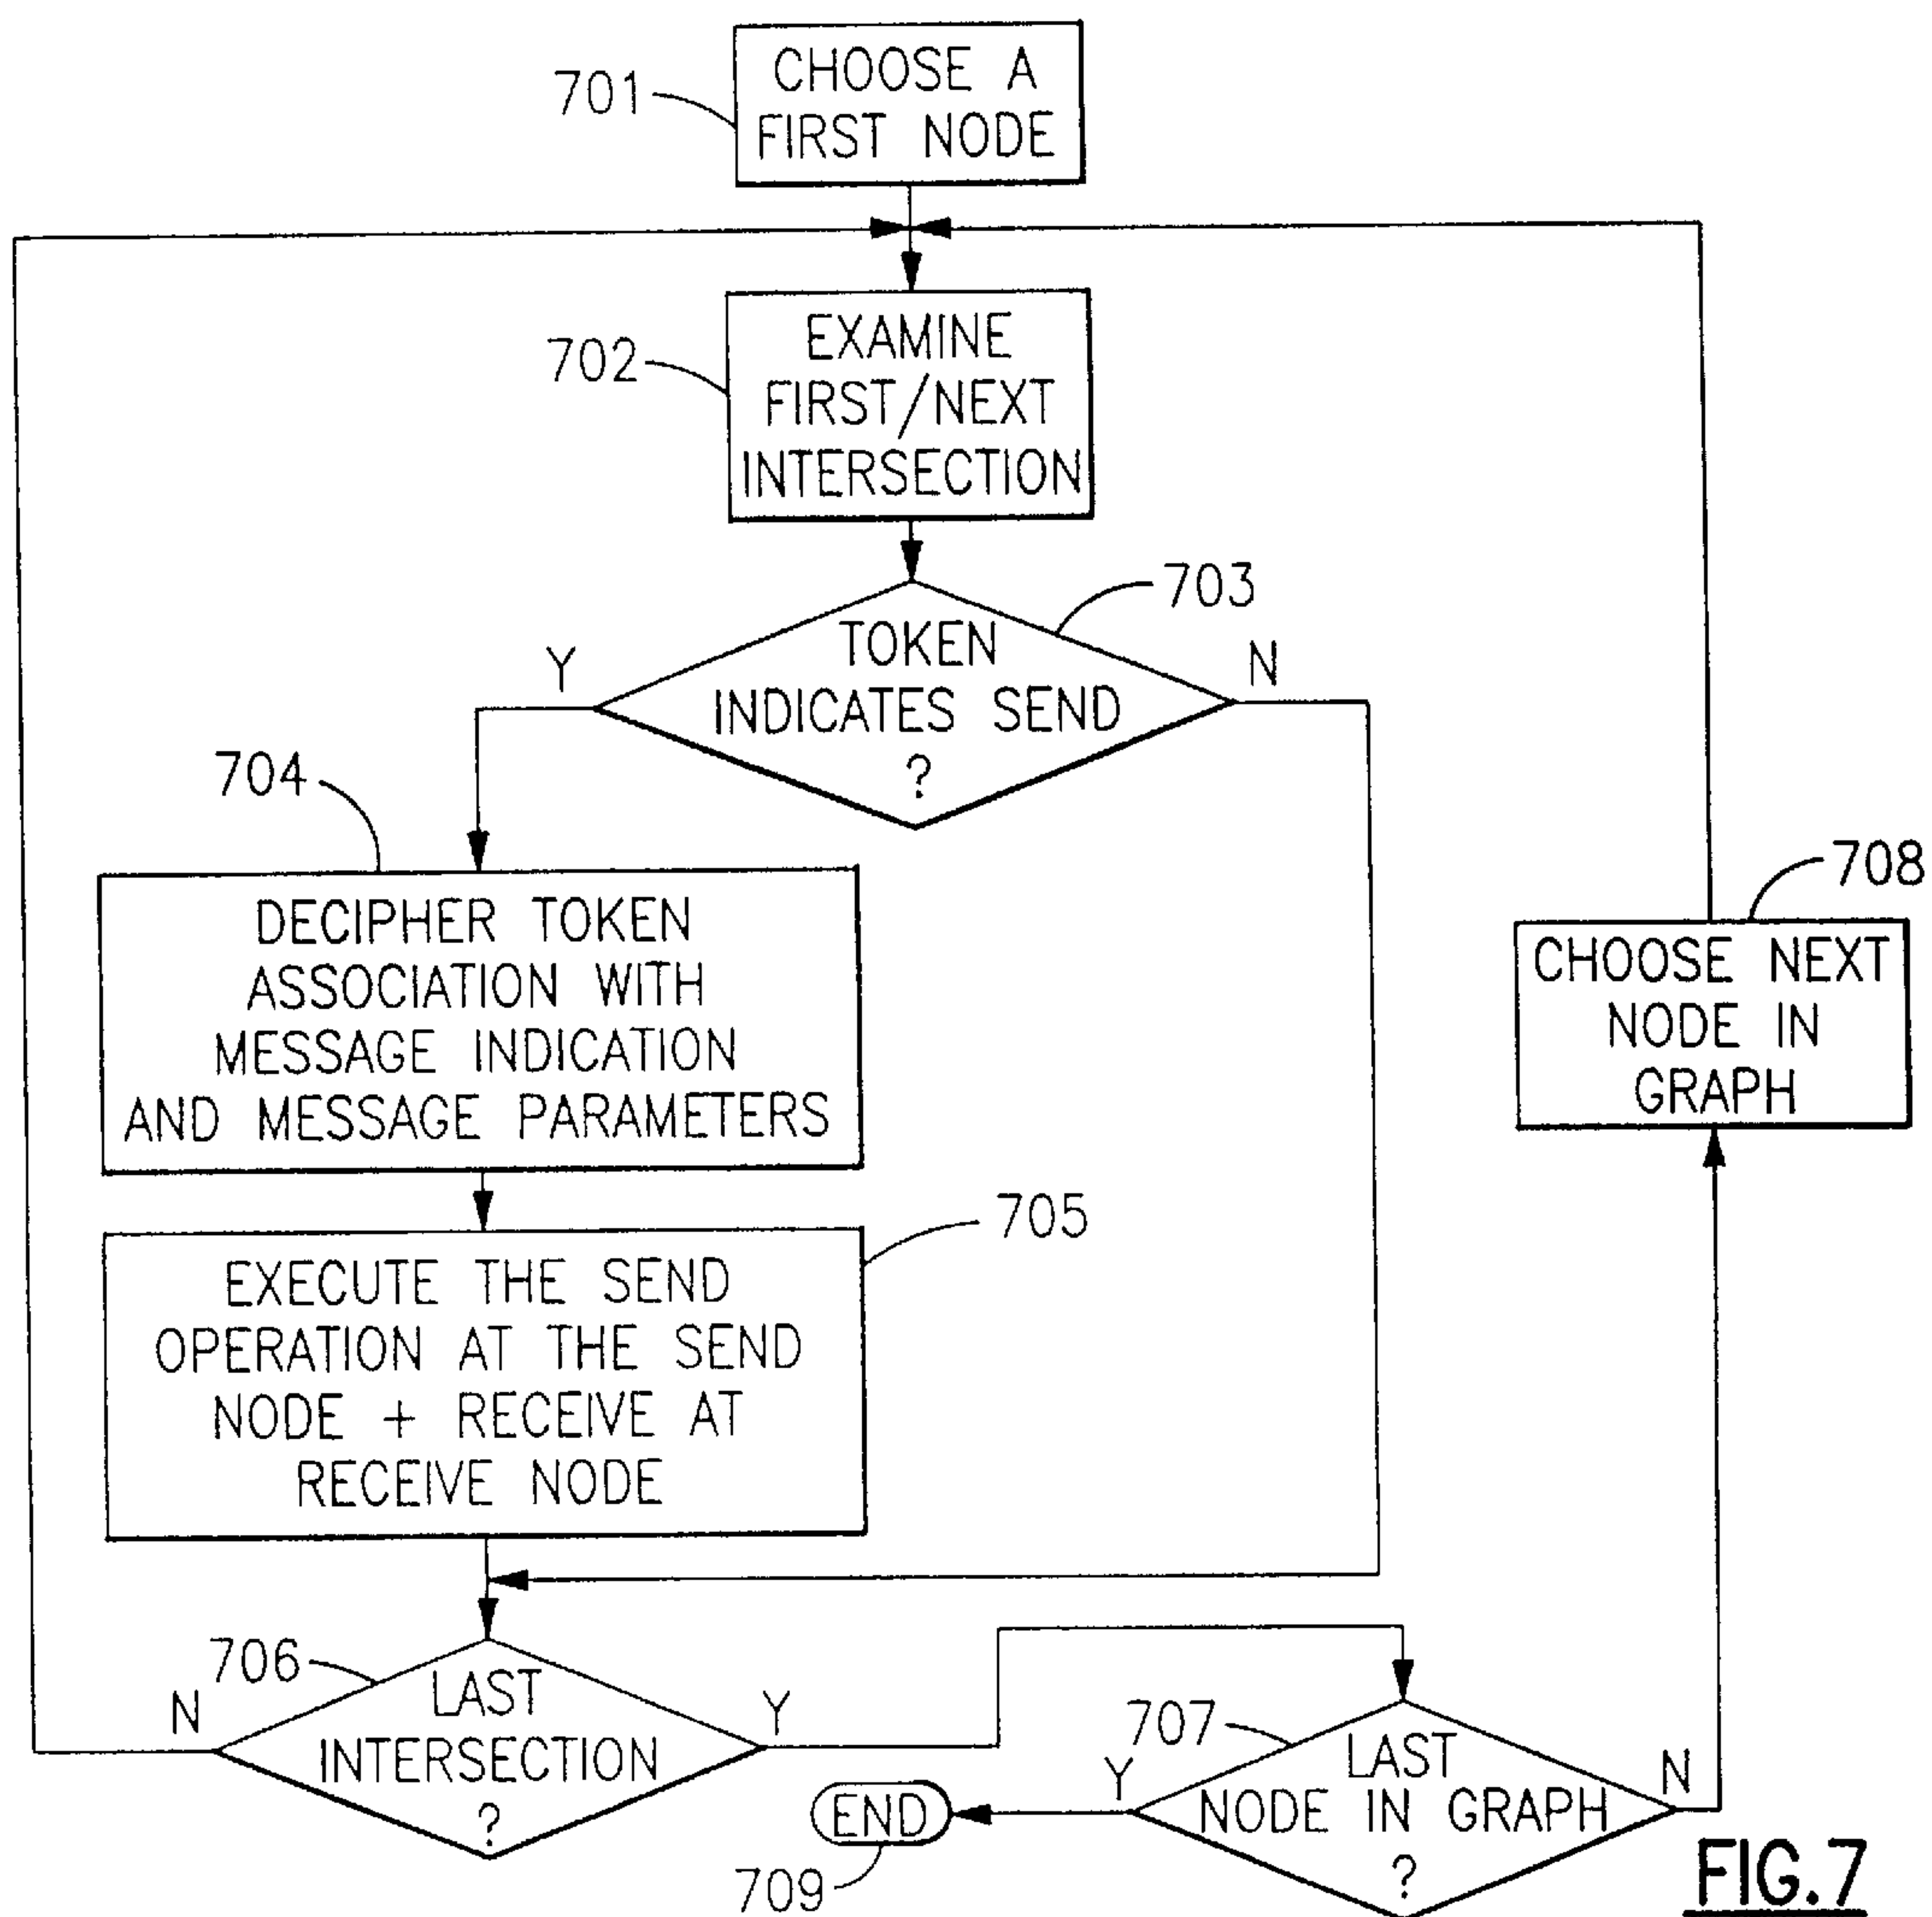 CHOOSE A
FIRST NODE
701
EXAMINE
FIRST/NEXT
INTERSECTION
702
703
TOKEN
INDICATES SEND
?
Y
N
704
DECIPHER TOKEN
ASSOCIATION WITH
MESSAGE INDICATION
AND MESSAGE PARAMETERS
708
CHOOSE NEXT
NODE IN
GRAPH
705
EXECUTE THE SEND
OPERATION AT THE SEND
NODE + RECEIVE AT
RECEIVE NODE
706
LAST
INTERSECTION
?
N
Y
707
LAST
NODE IN GRAPH
?
Y
N
END
709
FIG.7